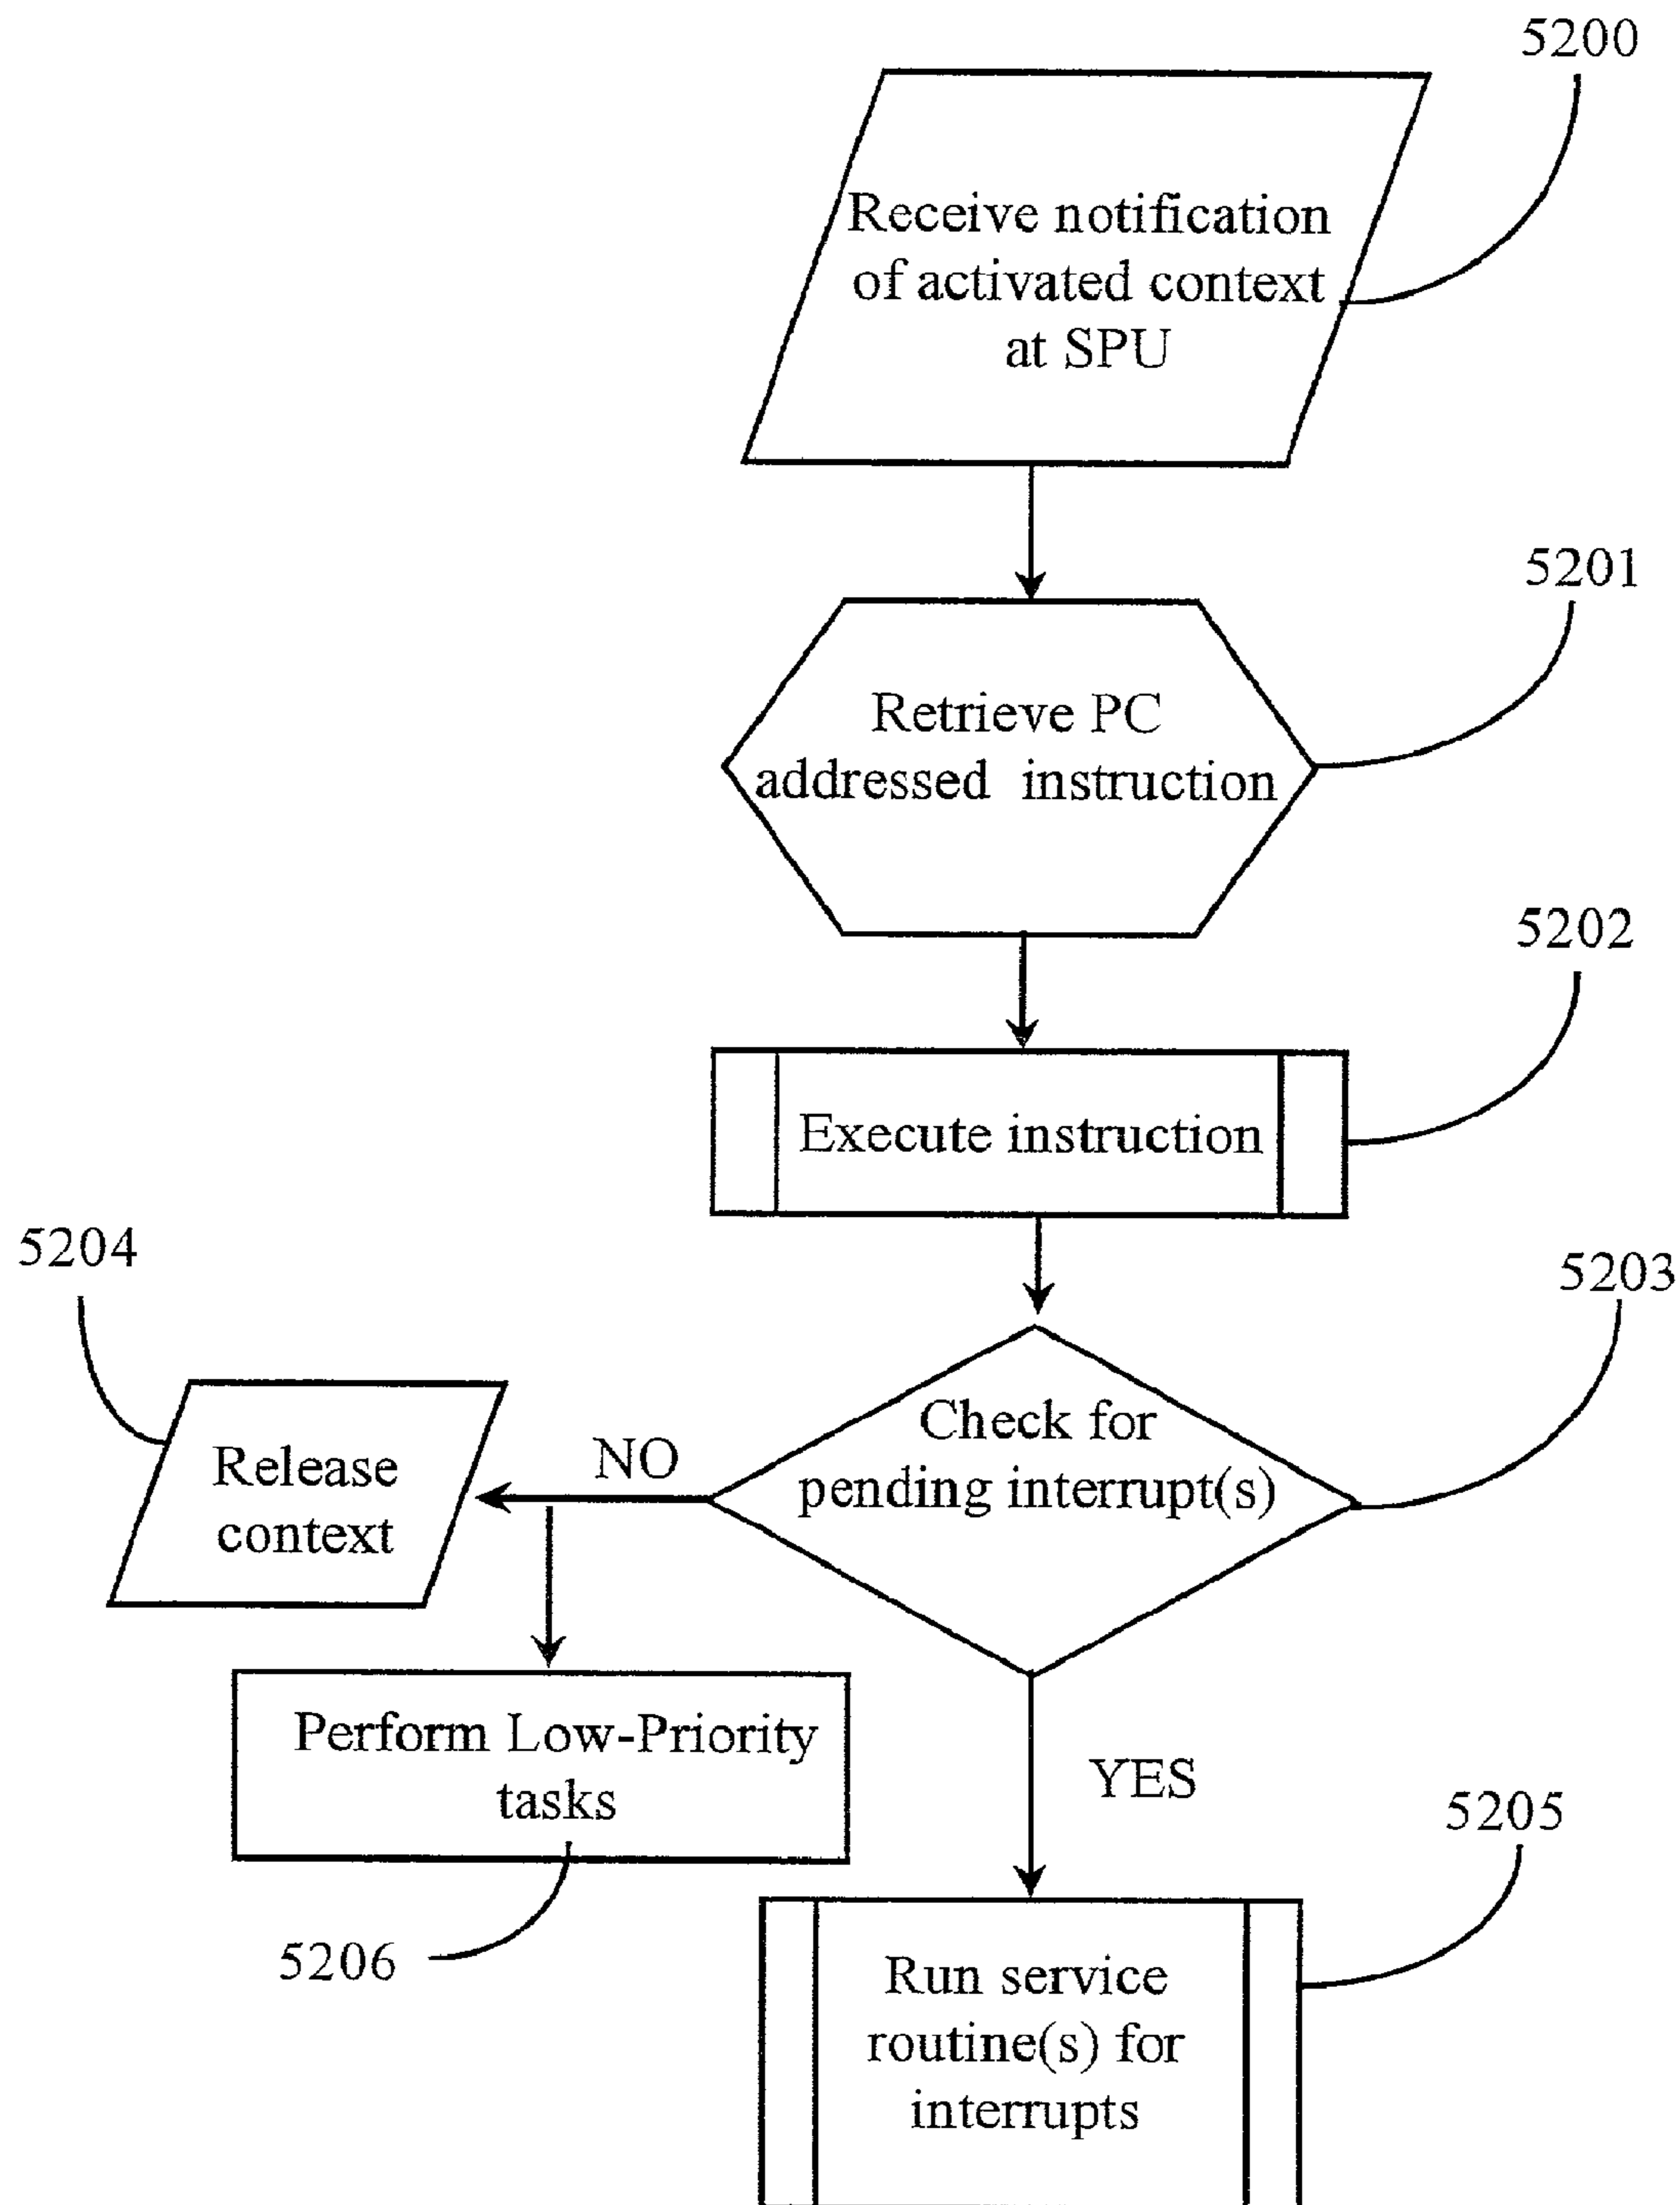 5200
Receive notification
of activated context
at SPU
5201
Retrieve PC
addressed instruction
5202
Execute instruction
5204
5203
Check for
pending interrupt(s)
NO
Release
context
Perform Low-Priority
tasks
YES
5205
5206
Run service
routine(s) for
interrupts